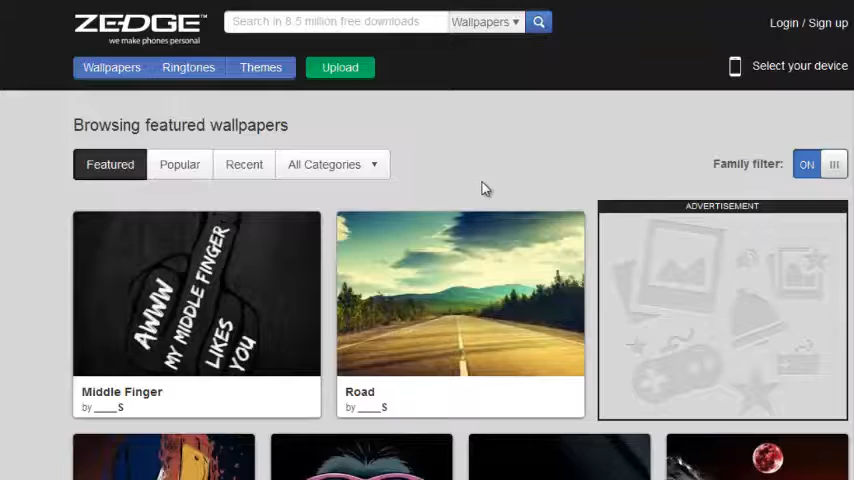 ZEDGE™
we make phones personal
Search in 8.5 million free downloads
Wallpapers ▾
Login / Sign up
Wallpapers
Ringtones
Themes
Upload
Select your device
Browsing featured wallpapers
Featured
Popular
Recent
All Categories ▾
Family filter:
ON
ADVERTISEMENT
AWWW
MY MIDDLE FINGER
LIKES
YOU
Middle Finger
by ____S
Road
by ____S